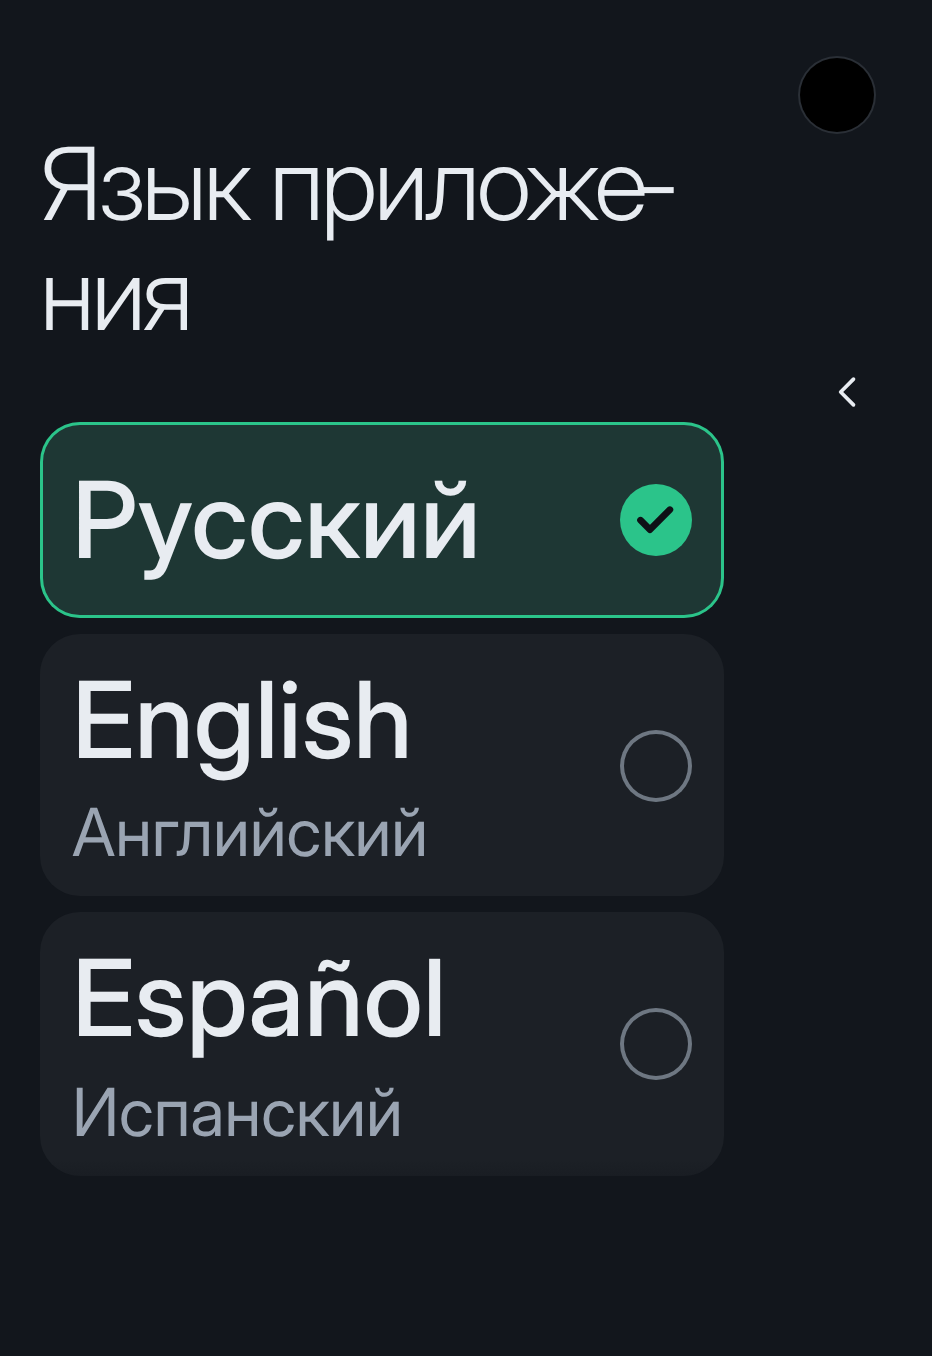 Язык приложе-
ния
Русский
English
Английский
Español
Испанский